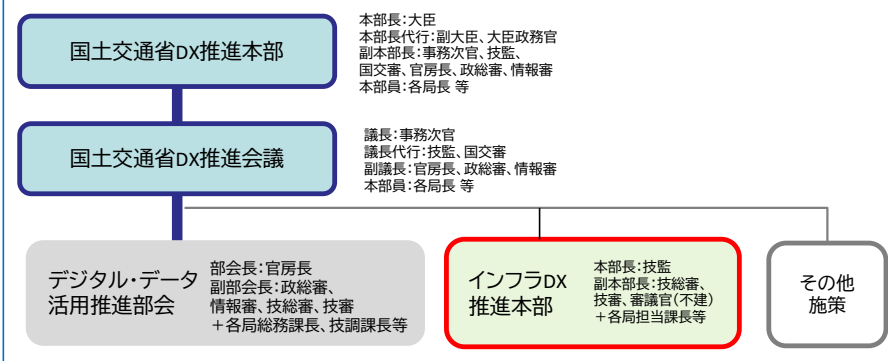 国土交通省DX推進本部
本部長:大臣
本部長代行:副大臣、大臣政務官
副本部長:事務次官、技監、
国交審、官房長、政総審、情報審
本部員:各局長 等
国土交通省DX推進会議
議長:事務次官
議長代行:技監、国交審
副議長:官房長、政総審、情報審
本部員:各局長 等
デジタル・データ
活用推進部会
部会長:官房長
副部会長:政総審、
情報審、技総審、技審
+各局総務課長、技調課長等
インフラDX
推進本部
本部長:技監
副本部長:技総審、
技審、審議官(不建)
+各局担当課長等
その他
施策